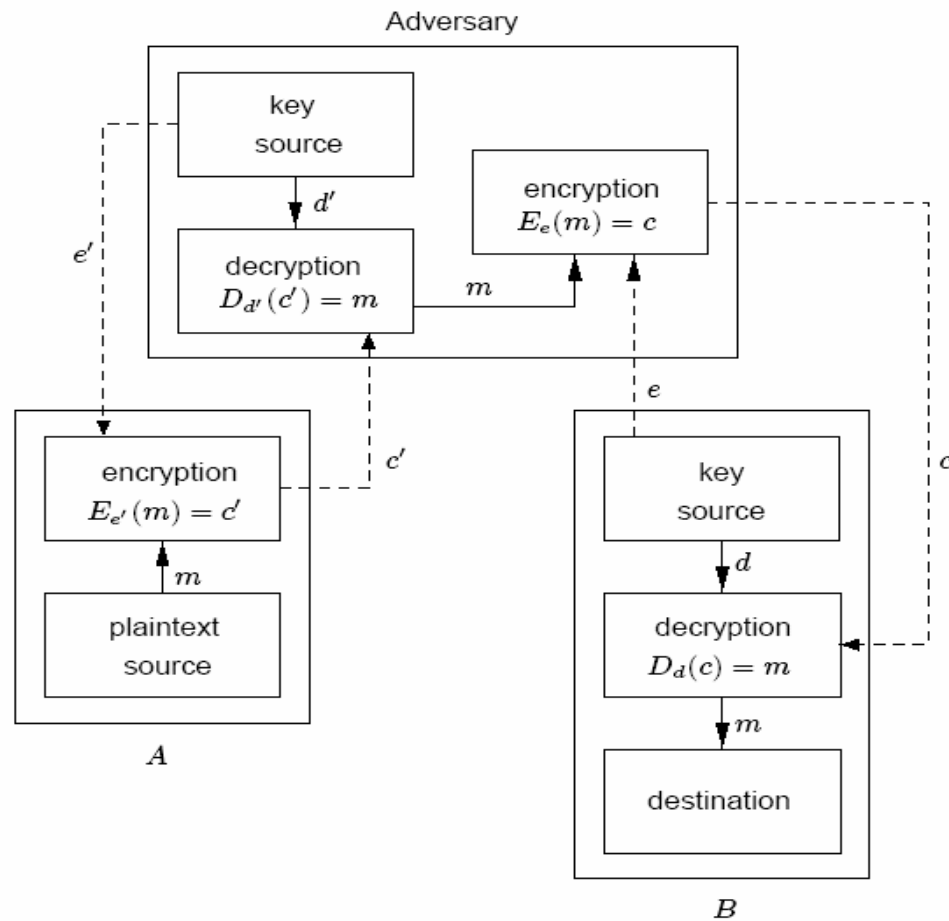 Adversary
key
source
d′
encryption
E_e(m) = c
e′
decryption
D_{d′}(c′) = m
m
e
c′
c
encryption
E_{e′}(m) = c′
m
plaintext
source
A
key
source
d
decryption
D_d(c) = m
m
destination
B